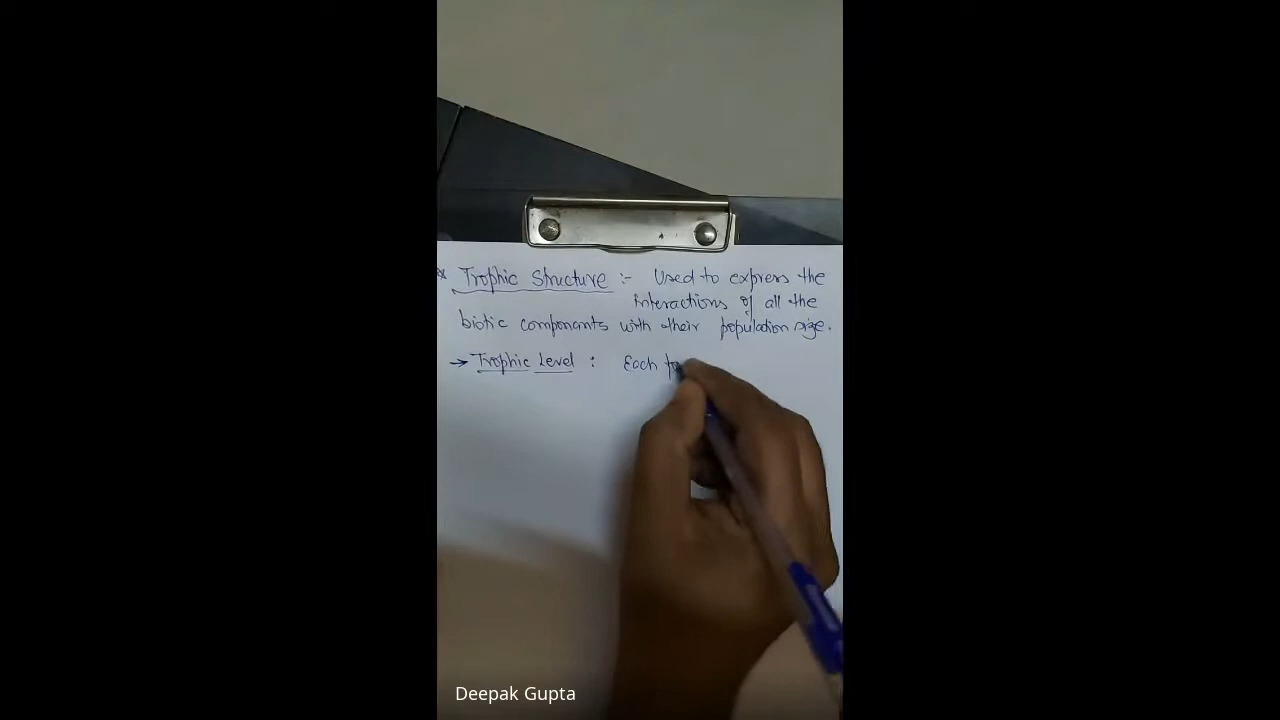 * Trophic Structure :- Used to express the
interactions of all the
biotic componants with their population size.
→ Trophic Level : Each
Deepak Gupta